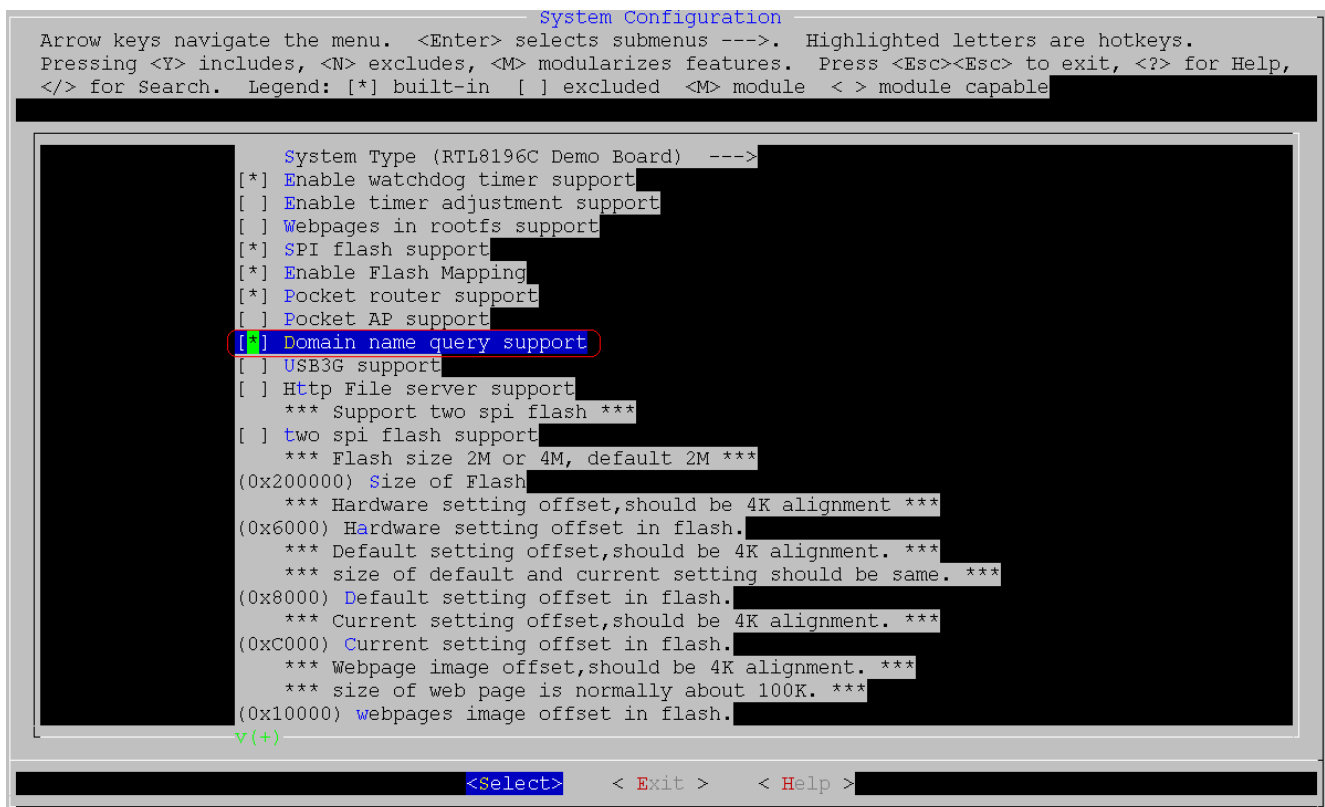 System Configuration
Arrow keys navigate the menu.  <Enter> selects submenus --->.  Highlighted letters are hotkeys.
Pressing <Y> includes, <N> excludes, <M> modularizes features.  Press <Esc><Esc> to exit, <?> for Help,
</> for Search.  Legend: [*] built-in  [ ] excluded  <M> module  < > module capable
System Type (RTL8196C Demo Board)  --->
[*] Enable watchdog timer support
[ ] Enable timer adjustment support
[ ] Webpages in rootfs support
[*] SPI flash support
[*] Enable Flash Mapping
[*] Pocket router support
[ ] Pocket AP support
[*] Domain name query support
[ ] USB3G support
[ ] Http File server support
*** Support two spi flash ***
[ ] two spi flash support
*** Flash size 2M or 4M, default 2M ***
(0x200000) Size of Flash
*** Hardware setting offset,should be 4K alignment ***
(0x6000) Hardware setting offset in flash.
*** Default setting offset,should be 4K alignment. ***
*** size of default and current setting should be same. ***
(0x8000) Default setting offset in flash.
*** Current setting offset,should be 4K alignment. ***
(0xC000) Current setting offset in flash.
*** Webpage image offset,should be 4K alignment. ***
*** size of web page is normally about 100K. ***
(0x10000) webpages image offset in flash.
v(+)
<Select>    < Exit >    < Help >